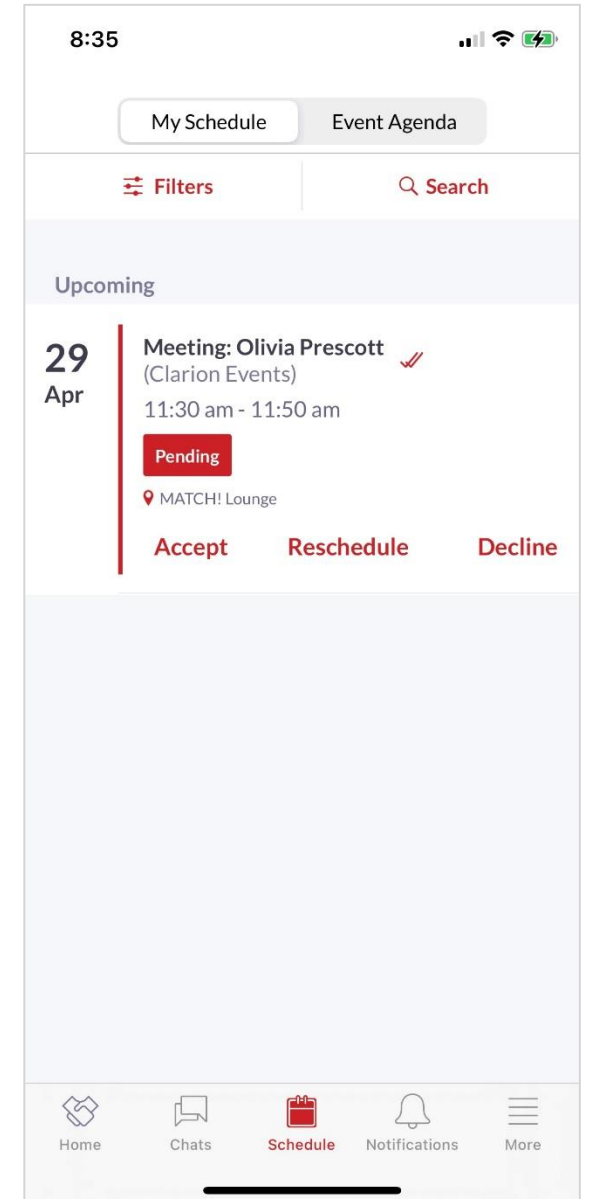 8:35
My Schedule Event Agenda
Filters Search
Upcoming
29 Meeting: Olivia Prescott
Apr (Clarion Events)
11:30 am - 11:50 am
Pending
MATCH! Lounge
Accept Reschedule Decline
Home Chats Schedule Notifications More